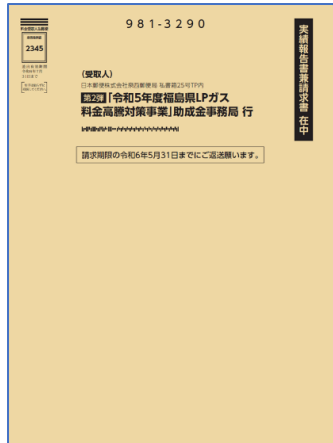 981-3290
料金受取人払郵便
2345
実績報告書兼請求書 在中
(受取人)
日本郵便株式会社泉西郵便局 私書箱25号TP内
第2弾「令和5年度福島県LPガス
料金高騰対策事業」助成金事務局 行
請求期限の令和6年5月31日までにご返送願います。